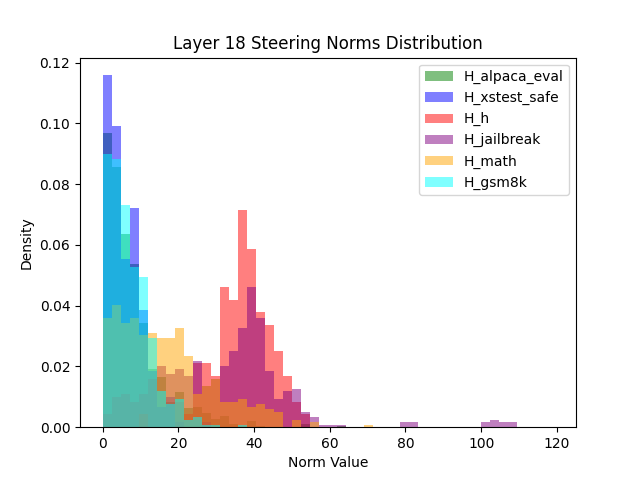 Layer 18 Steering Norms Distribution
0.12
0.10
0.08
0.06
0.04
0.02
0.00
Density
H_alpaca_eval
H_xstest_safe
H_h
H_jailbreak
H_math
H_gsm8k
0 20 40 60 80 100 120
Norm Value